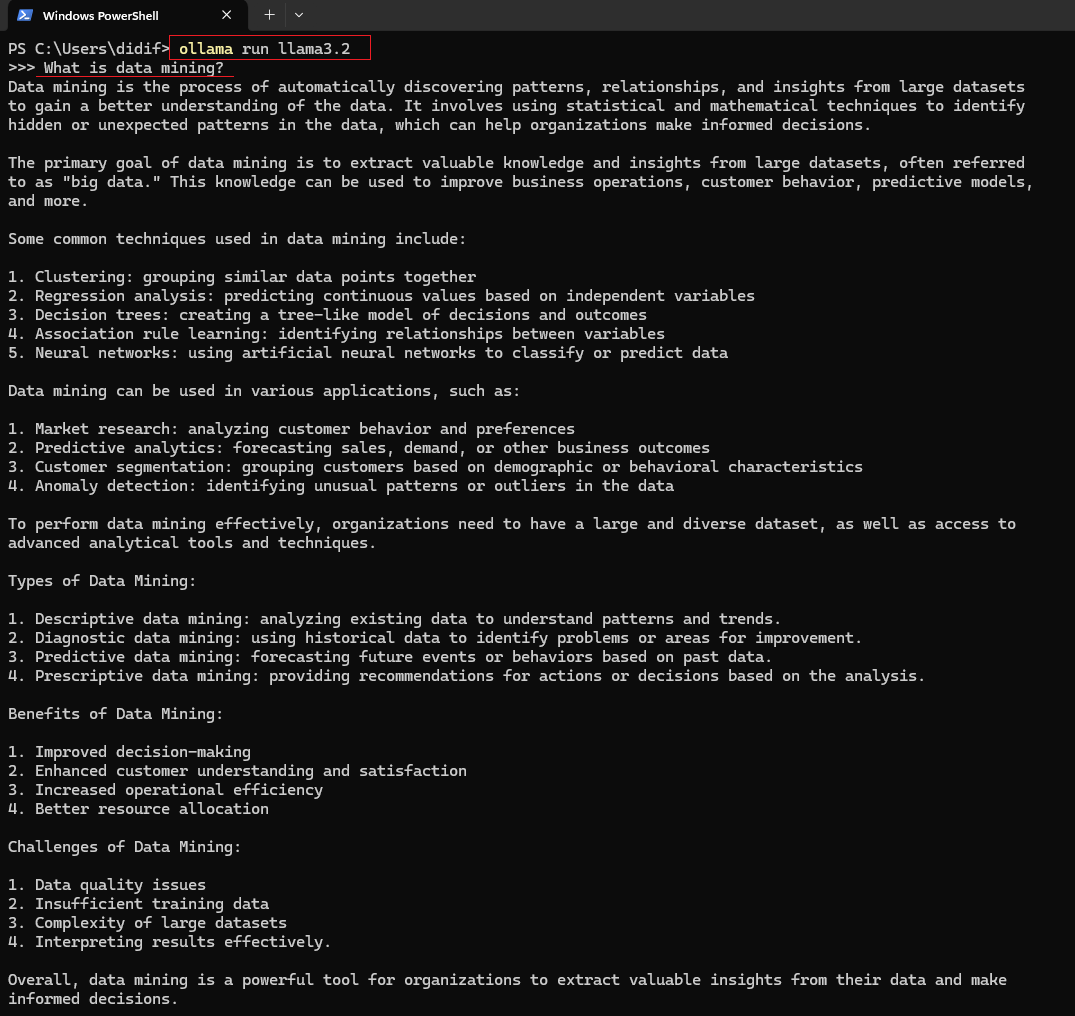 Windows PowerShell
PS C:\Users\didif> ollama run llama3.2
>>> What is data mining?
Data mining is the process of automatically discovering patterns, relationships, and insights from large datasets
to gain a better understanding of the data. It involves using statistical and mathematical techniques to identify
hidden or unexpected patterns in the data, which can help organizations make informed decisions.
The primary goal of data mining is to extract valuable knowledge and insights from large datasets, often referred
to as "big data." This knowledge can be used to improve business operations, customer behavior, predictive models,
and more.
Some common techniques used in data mining include:
1. Clustering: grouping similar data points together
2. Regression analysis: predicting continuous values based on independent variables
3. Decision trees: creating a tree-like model of decisions and outcomes
4. Association rule learning: identifying relationships between variables
5. Neural networks: using artificial neural networks to classify or predict data
Data mining can be used in various applications, such as:
1. Market research: analyzing customer behavior and preferences
2. Predictive analytics: forecasting sales, demand, or other business outcomes
3. Customer segmentation: grouping customers based on demographic or behavioral characteristics
4. Anomaly detection: identifying unusual patterns or outliers in the data
To perform data mining effectively, organizations need to have a large and diverse dataset, as well as access to
advanced analytical tools and techniques.
Types of Data Mining:
1. Descriptive data mining: analyzing existing data to understand patterns and trends.
2. Diagnostic data mining: using historical data to identify problems or areas for improvement.
3. Predictive data mining: forecasting future events or behaviors based on past data.
4. Prescriptive data mining: providing recommendations for actions or decisions based on the analysis.
Benefits of Data Mining:
1. Improved decision-making
2. Enhanced customer understanding and satisfaction
3. Increased operational efficiency
4. Better resource allocation
Challenges of Data Mining:
1. Data quality issues
2. Insufficient training data
3. Complexity of large datasets
4. Interpreting results effectively.
Overall, data mining is a powerful tool for organizations to extract valuable insights from their data and make
informed decisions.